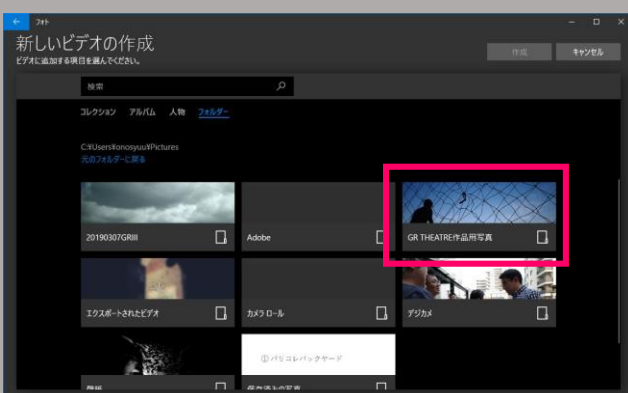 フォト
新しいビデオの作成
ビデオに追加する項目を選んでください。
作成 キャンセル
検索
コレクション アルバム 人物 フォルダー
C:¥Users¥onosyuu¥Pictures
元のフォルダーに戻る
20190307GRIII
Adobe
GR THEATRE作品用写真
エクスポートされたビデオ
カメラ ロール
デジカメ
① パリコレバックヤード
壁紙
保存済みの写真